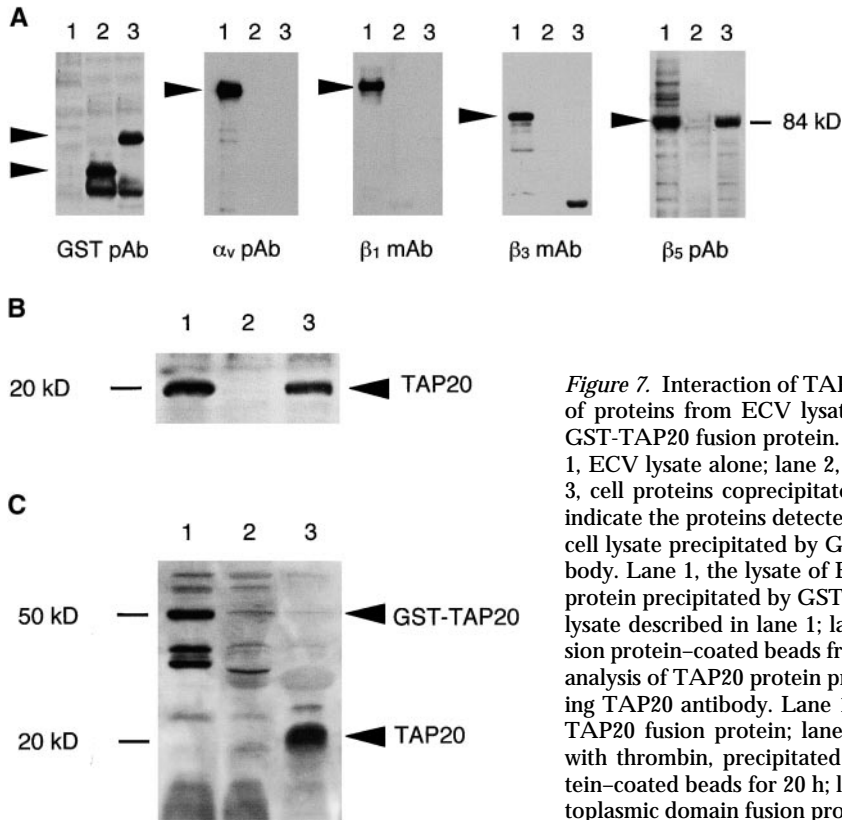 A
1 2 3
1 2 3
1 2 3
1 2 3
1 2 3
84 kD
GST pAb
αv pAb
β1 mAb
β3 mAb
β5 pAb
B
1 2 3
20 kD
TAP20
C
1 2 3
50 kD
GST-TAP20
20 kD
TAP20
Figure 7. Interaction of TAP
of proteins from ECV lysat
GST-TAP20 fusion protein.
1, ECV lysate alone; lane 2,
3, cell proteins coprecipitate
indicate the proteins detecte
cell lysate precipitated by G
body. Lane 1, the lysate of E
protein precipitated by GST
lysate described in lane 1; la
sion protein–coated beads fr
analysis of TAP20 protein pr
ing TAP20 antibody. Lane 1
TAP20 fusion protein; lane
with thrombin, precipitated
tein–coated beads for 20 h; l
toplasmic domain fusion pro